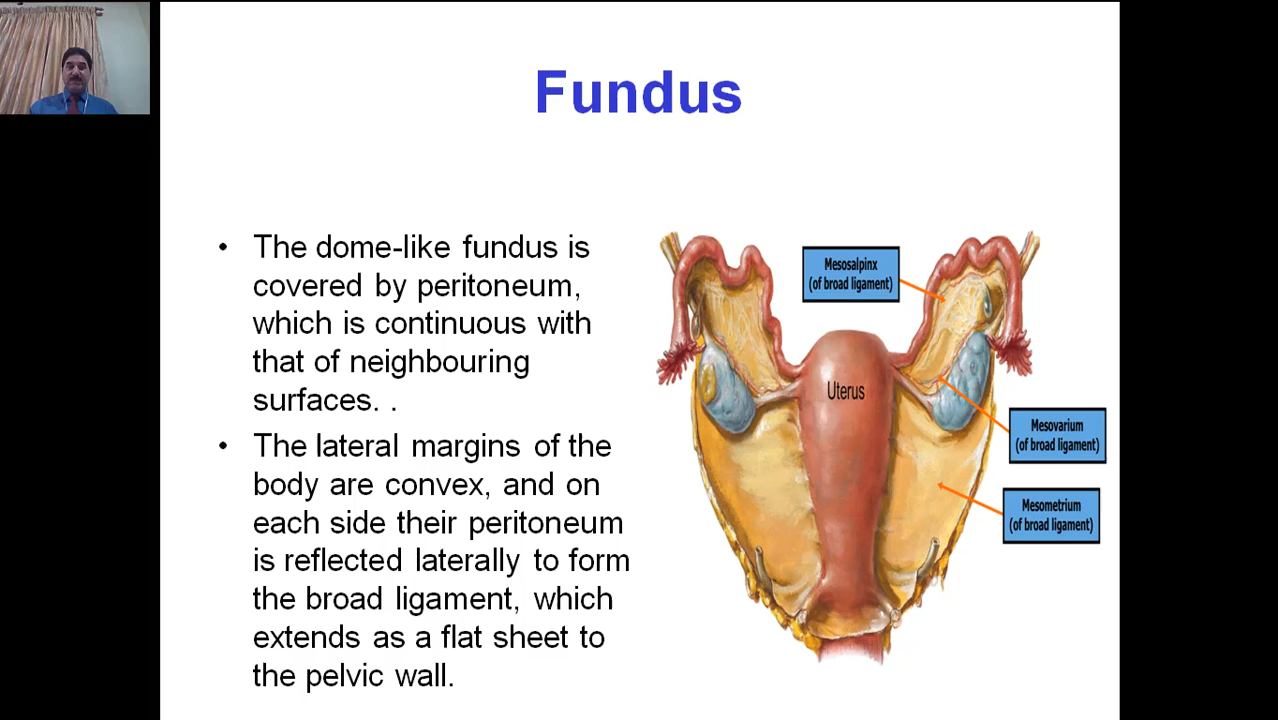 Fundus
• The dome-like fundus is
covered by peritoneum,
which is continuous with
that of neighbouring
surfaces. .
• The lateral margins of the
body are convex, and on
each side their peritoneum
is reflected laterally to form
the broad ligament, which
extends as a flat sheet to
the pelvic wall.
Mesosalpinx
(of broad ligament)
Uterus
Mesovarium
(of broad ligament)
Mesometrium
(of broad ligament)